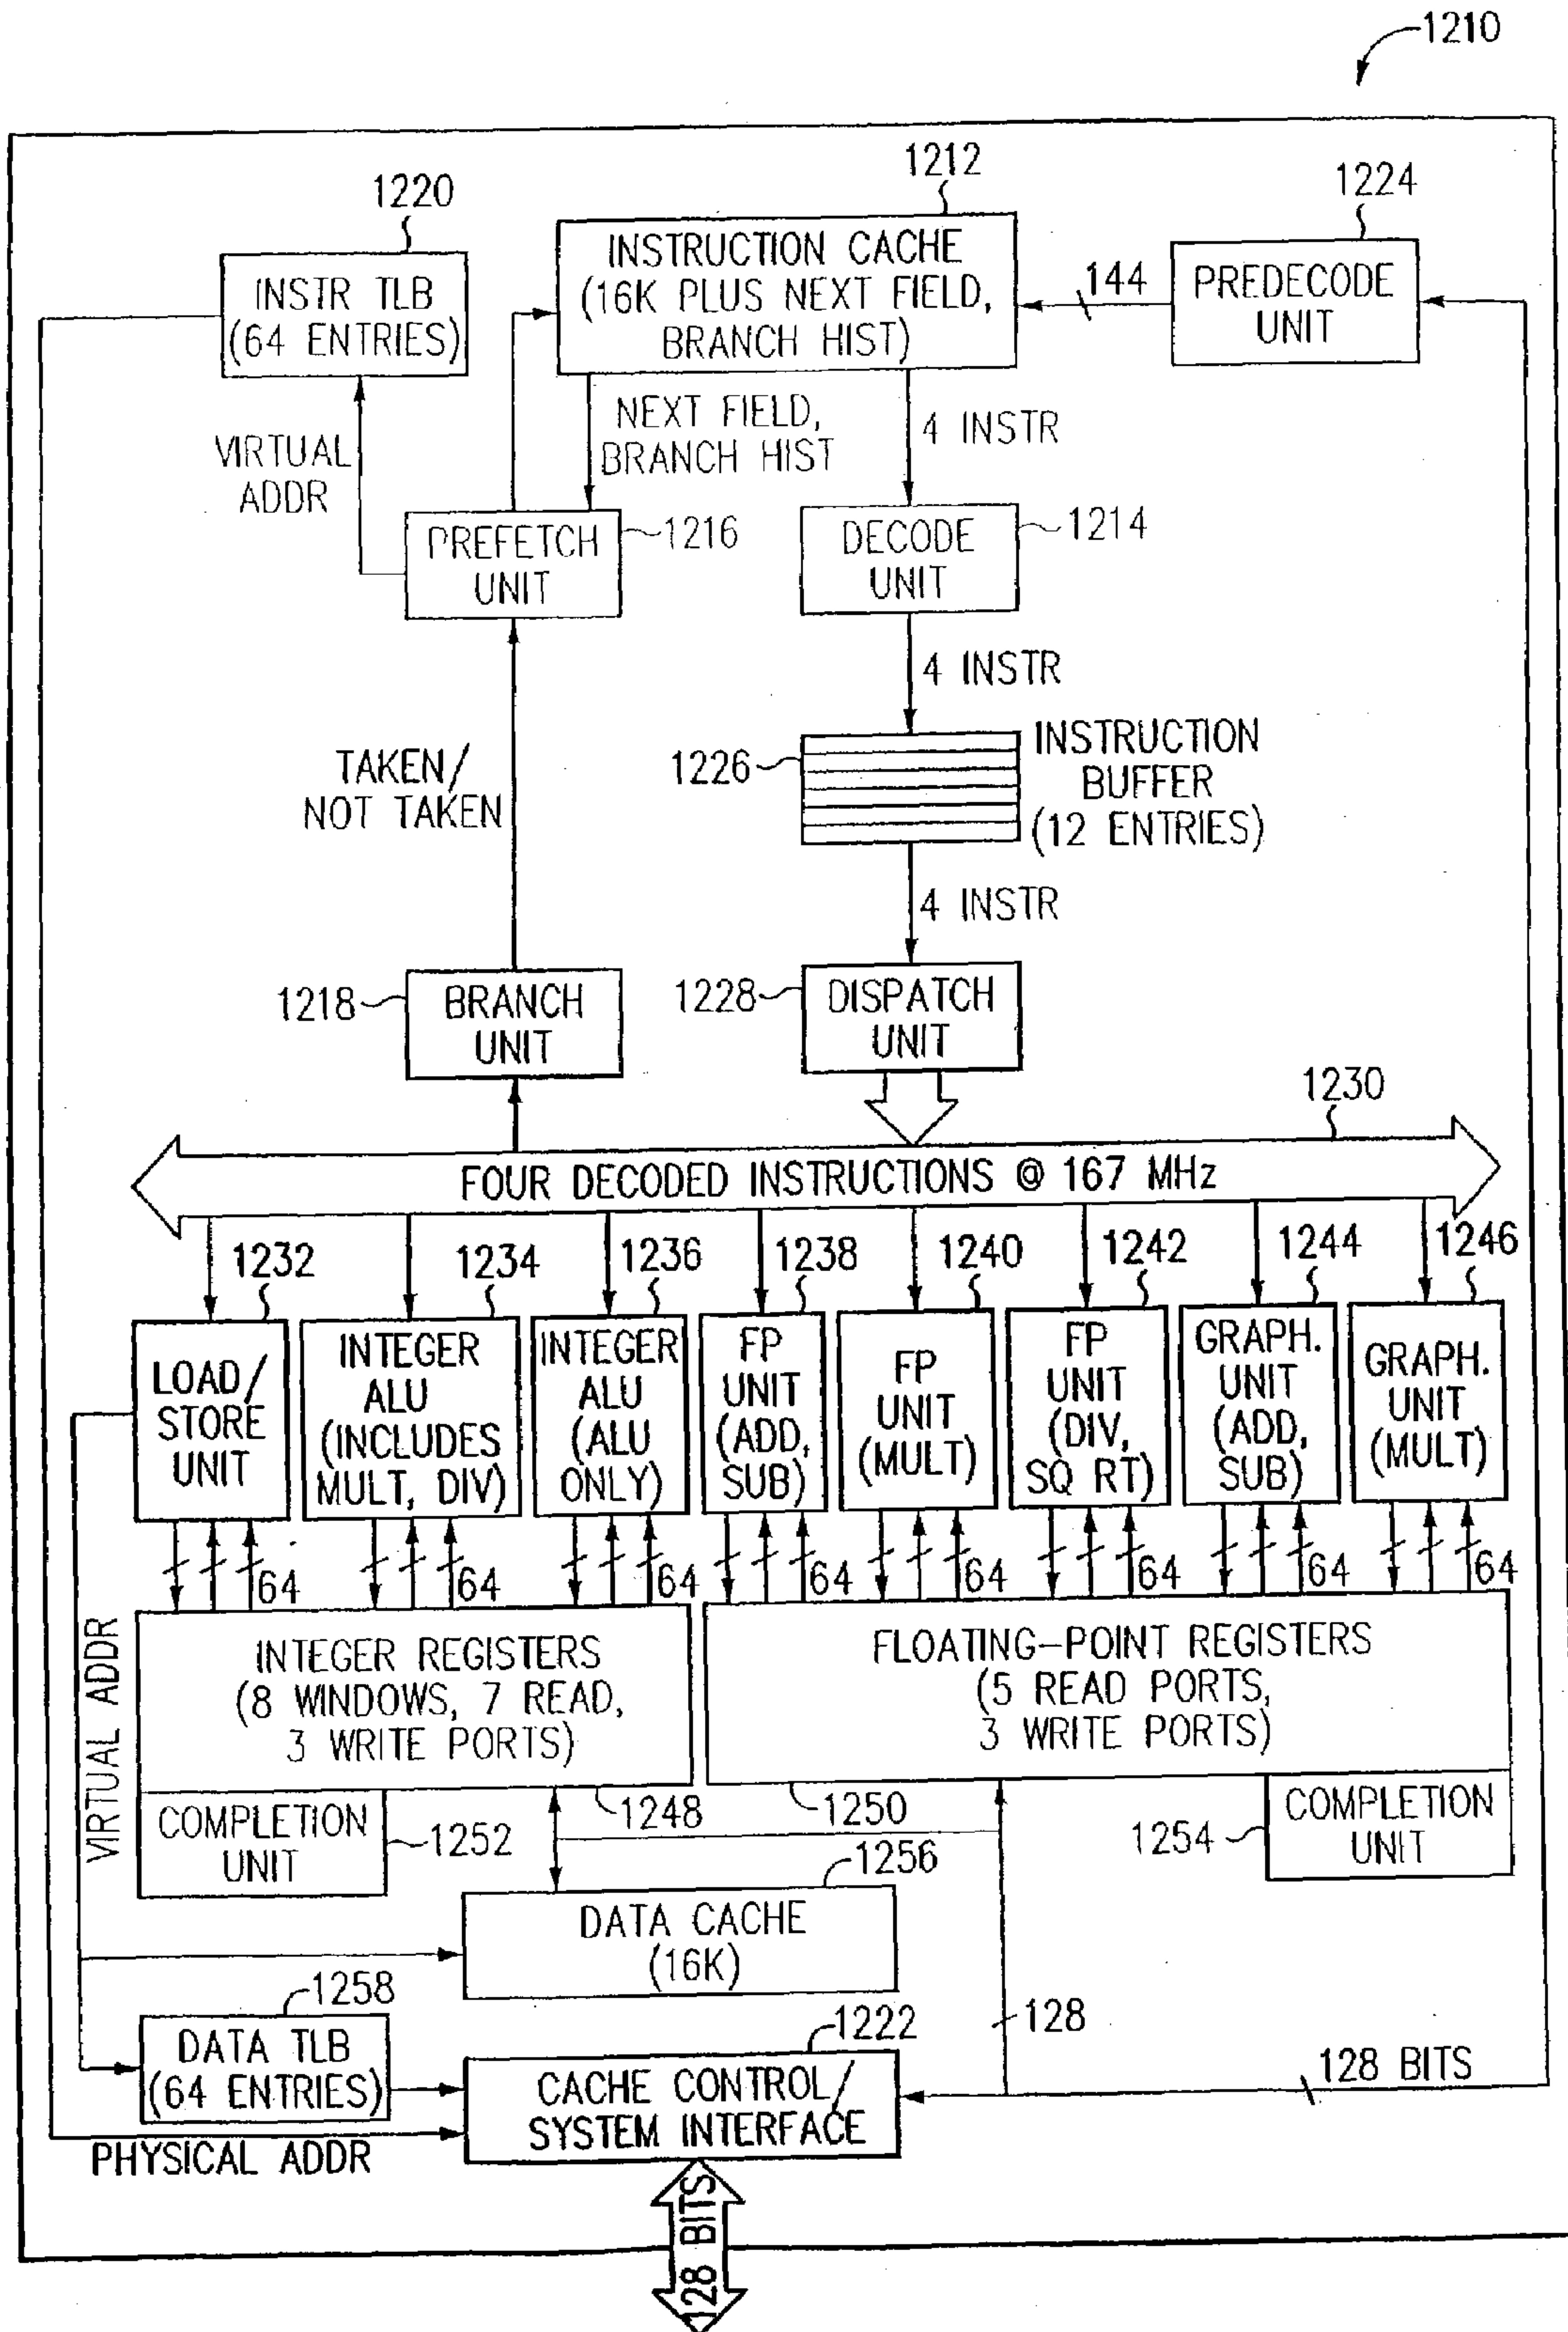 1210
1220
1212
1224
INSTR TLB
(64 ENTRIES)
INSTRUCTION CACHE
(16K PLUS NEXT FIELD,
BRANCH HIST)
144
PREDECODE
UNIT
VIRTUAL
ADDR
NEXT FIELD,
BRANCH HIST
4 INSTR
PREFETCH
UNIT
1216
DECODE
UNIT
1214
4 INSTR
1226
INSTRUCTION
BUFFER
(12 ENTRIES)
TAKEN/
NOT TAKEN
4 INSTR
1218
BRANCH
UNIT
1228
DISPATCH
UNIT
1230
FOUR DECODED INSTRUCTIONS @ 167 MHz
1232
1234
1236
1238
1240
1242
1244
1246
LOAD/
STORE
UNIT
INTEGER
ALU
(INCLUDES
MULT, DIV)
INTEGER
ALU
(ALU
ONLY)
FP
UNIT
(ADD,
SUB)
FP
UNIT
(MULT)
FP
UNIT
(DIV,
SQ RT)
GRAPH.
UNIT
(ADD,
SUB)
GRAPH.
UNIT
(MULT)
64
64
64
64
64
64
64
64
VIRTUAL ADDR
INTEGER REGISTERS
(8 WINDOWS, 7 READ,
3 WRITE PORTS)
FLOATING-POINT REGISTERS
(5 READ PORTS,
3 WRITE PORTS)
COMPLETION
UNIT
1252
1248
1250
1254
COMPLETION
UNIT
1256
DATA CACHE
(16K)
1258
DATA TLB
(64 ENTRIES)
1222
CACHE CONTROL/
SYSTEM INTERFACE
128
128 BITS
PHYSICAL ADDR
128 BITS